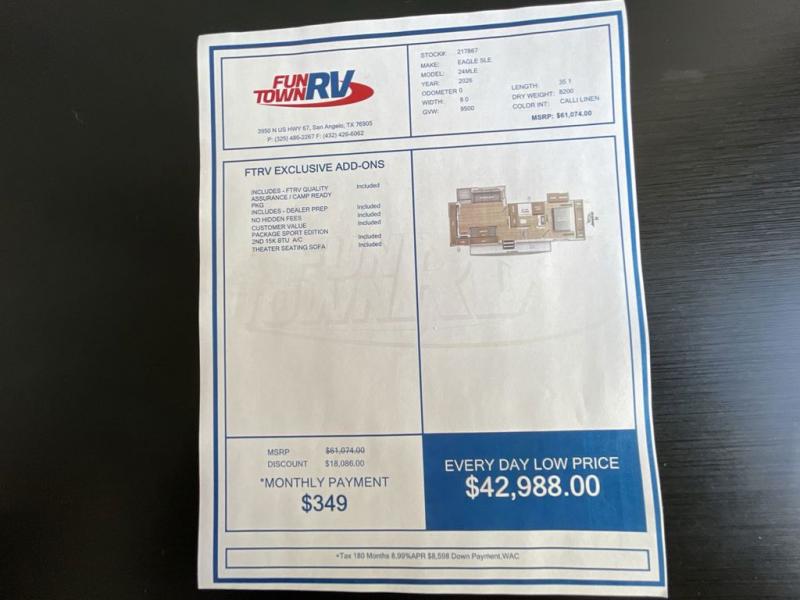 FUN TOWN RV
3950 N US HWY 67, San Angelo, TX 76905
P: (325) 486-2267 F: (432) 426-6062
STOCK#: 217867
MAKE: EAGLE SLE
MODEL: 24MLE
YEAR: 2026
ODOMETER 0
WIDTH: 8.0
GVW: 9500
LENGTH: 35.1
DRY WEIGHT: 8200
COLOR INT: CALLI LINEN
MSRP: $61,074.00
FTRV EXCLUSIVE ADD-ONS
INCLUDES - FTRV QUALITY Included
ASSURANCE / CAMP READY
PKG
INCLUDES - DEALER PREP Included
NO HIDDEN FEES Included
CUSTOMER VALUE Included
PACKAGE SPORT EDITION
2ND 15K BTU A/C Included
THEATER SEATING SOFA Included
MSRP $61,074.00
DISCOUNT $18,086.00
*MONTHLY PAYMENT
$349
EVERY DAY LOW PRICE
$42,988.00
+Tax 180 Months 8.99%APR $8,598 Down Payment,WAC